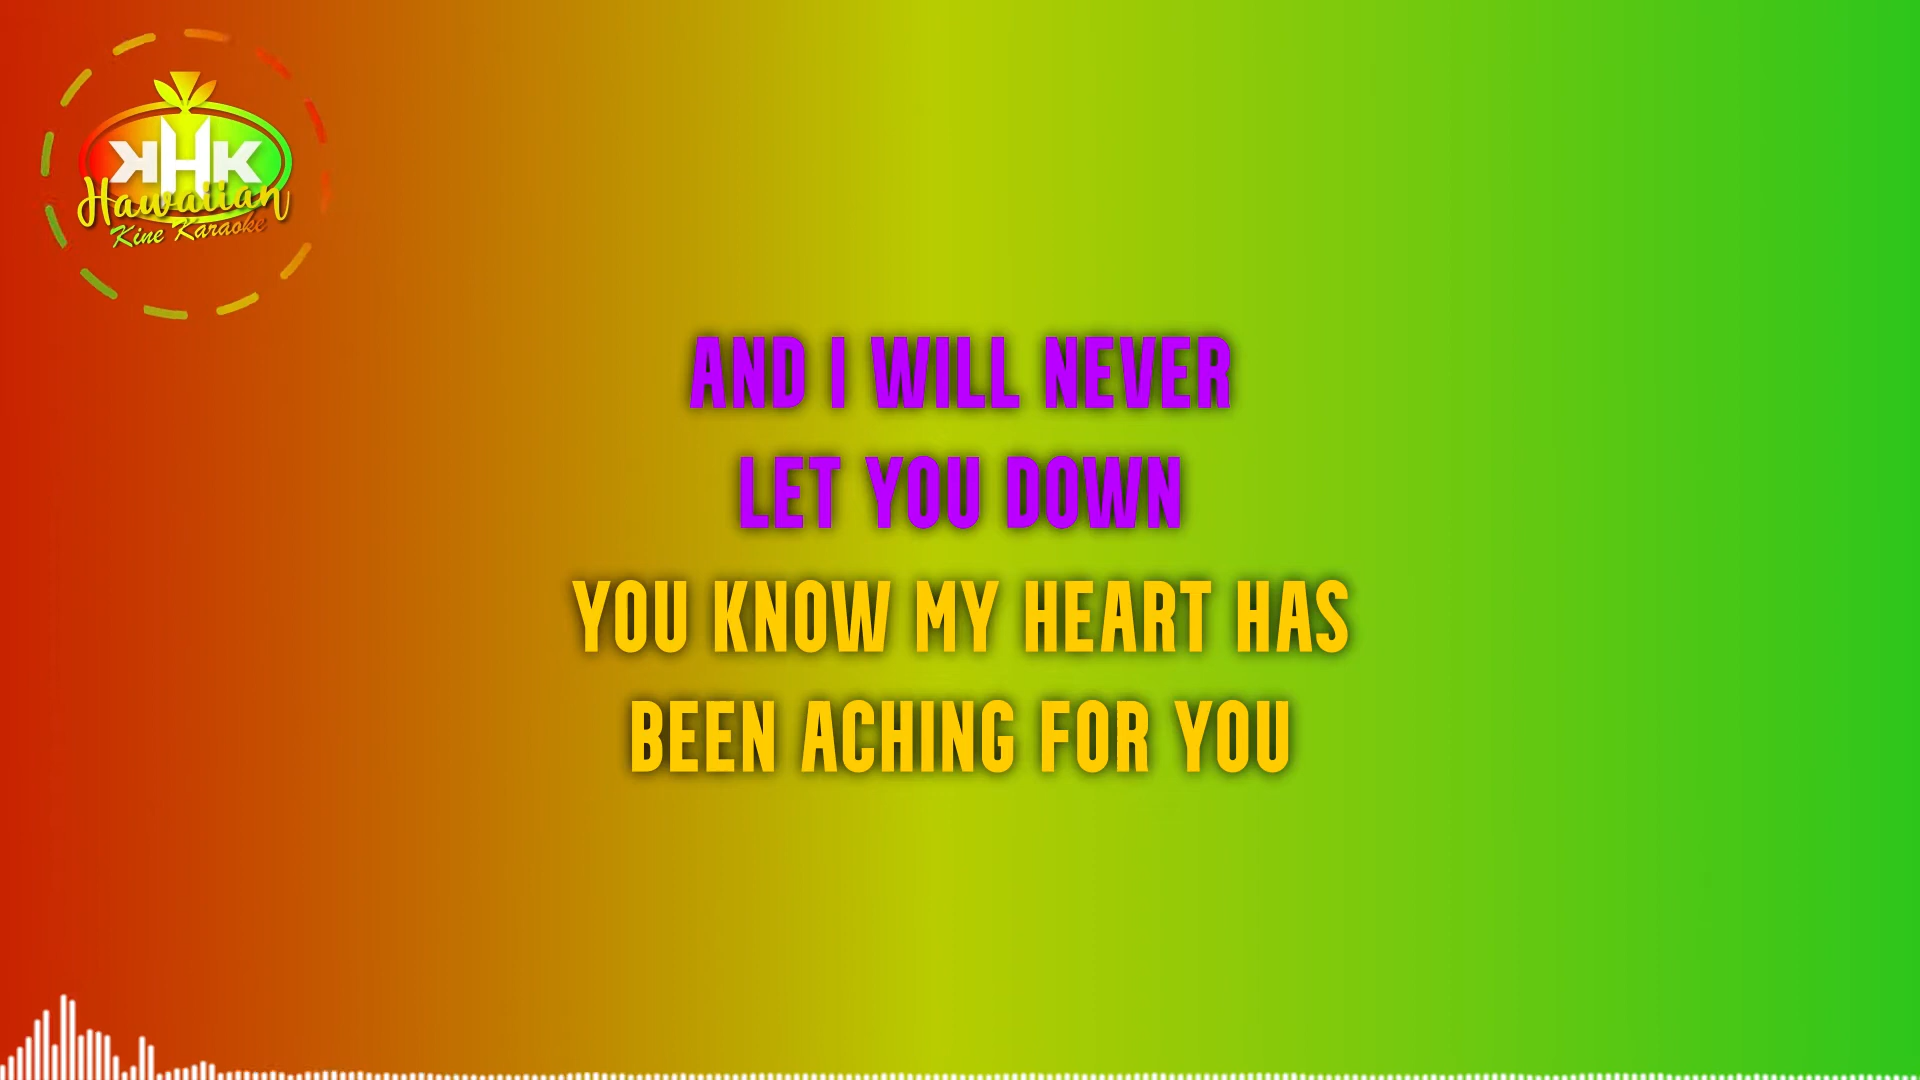 KHK
Hawaiian
Kine Karaoke
AND I WILL NEVER
LET YOU DOWN
YOU KNOW MY HEART HAS
BEEN ACHING FOR YOU